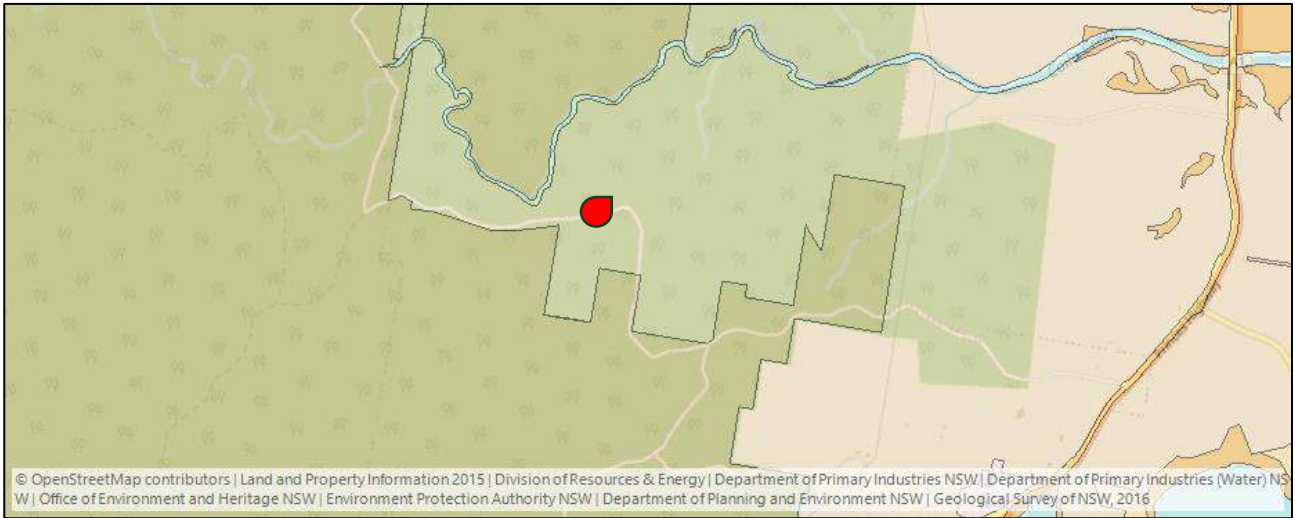 © OpenStreetMap contributors | Land and Property Information 2015 | Division of Resources & Energy | Department of Primary Industries NSW | Department of Primary Industries (Water) NS
W | Office of Environment and Heritage NSW | Environment Protection Authority NSW | Department of Planning and Environment NSW | Geological Survey of NSW, 2016